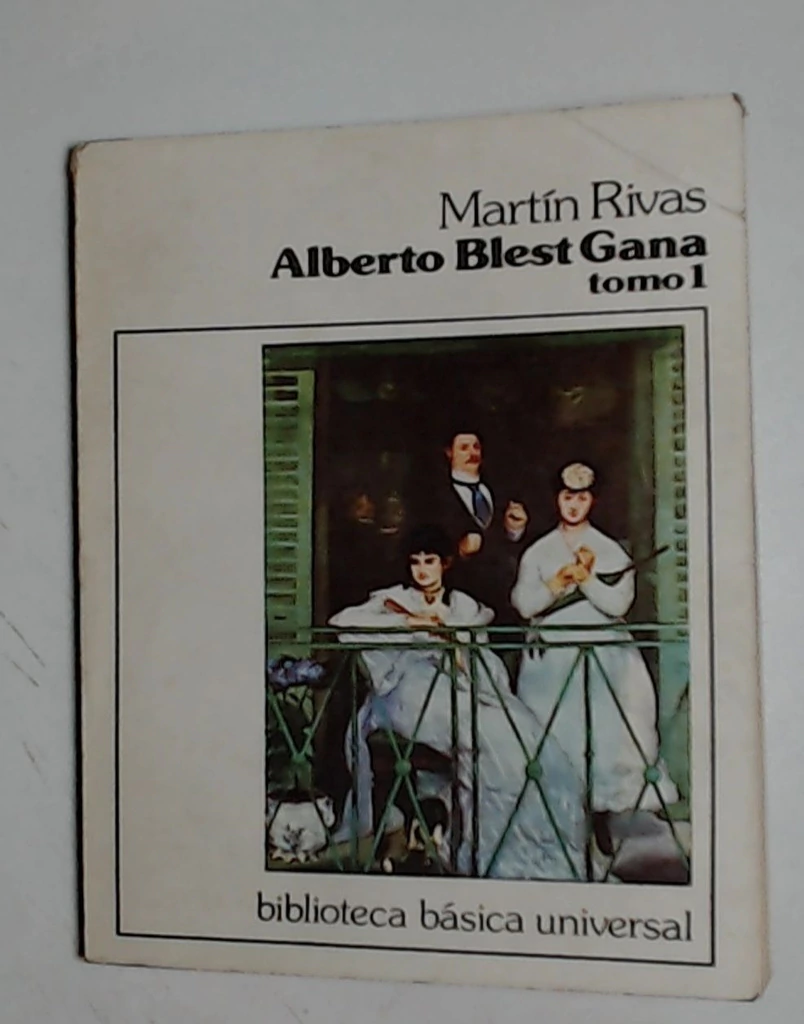 Martín Rivas
Alberto Blest Gana
tomo 1
biblioteca básica universal